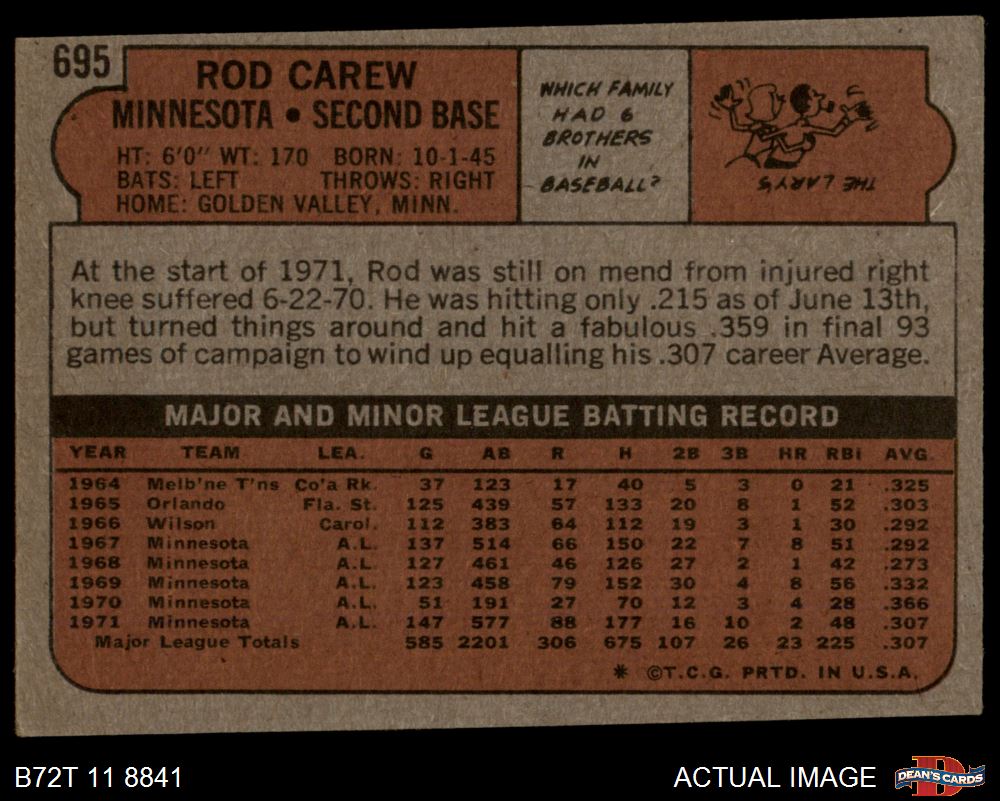 695
ROD CAREW
MINNESOTA • SECOND BASE
HT: 6'0" WT: 170 BORN: 10-1-45
BATS: LEFT THROWS: RIGHT
HOME: GOLDEN VALLEY, MINN.
WHICH FAMILY
HAD 6
BROTHERS
IN
BASEBALL?
THE LARYS
At the start of 1971, Rod was still on mend from injured right
knee suffered 6-22-70. He was hitting only .215 as of June 13th,
but turned things around and hit a fabulous .359 in final 93
games of campaign to wind up equalling his .307 career Average.
MAJOR AND MINOR LEAGUE BATTING RECORD
YEAR TEAM LEA. G AB R H 2B 3B HR RBI AVG.
1964 Melb'ne T'ns Co'a Rk. 37 123 17 40 5 3 0 21 .325
1965 Orlando Fla. St. 125 439 57 133 20 8 1 52 .303
1966 Wilson Carol. 112 383 64 112 19 3 1 30 .292
1967 Minnesota A.L. 137 514 66 150 22 7 8 51 .292
1968 Minnesota A.L. 127 461 46 126 27 2 1 42 .273
1969 Minnesota A.L. 123 458 79 152 30 4 8 56 .332
1970 Minnesota A.L. 51 191 27 70 12 3 4 28 .366
1971 Minnesota A.L. 147 577 88 177 16 10 2 48 .307
Major League Totals 585 2201 306 675 107 26 23 225 .307
* ©T.C.G. PRTD. IN U.S.A.
B72T 11 8841
ACTUAL IMAGE
D
DEAN'S CARDS